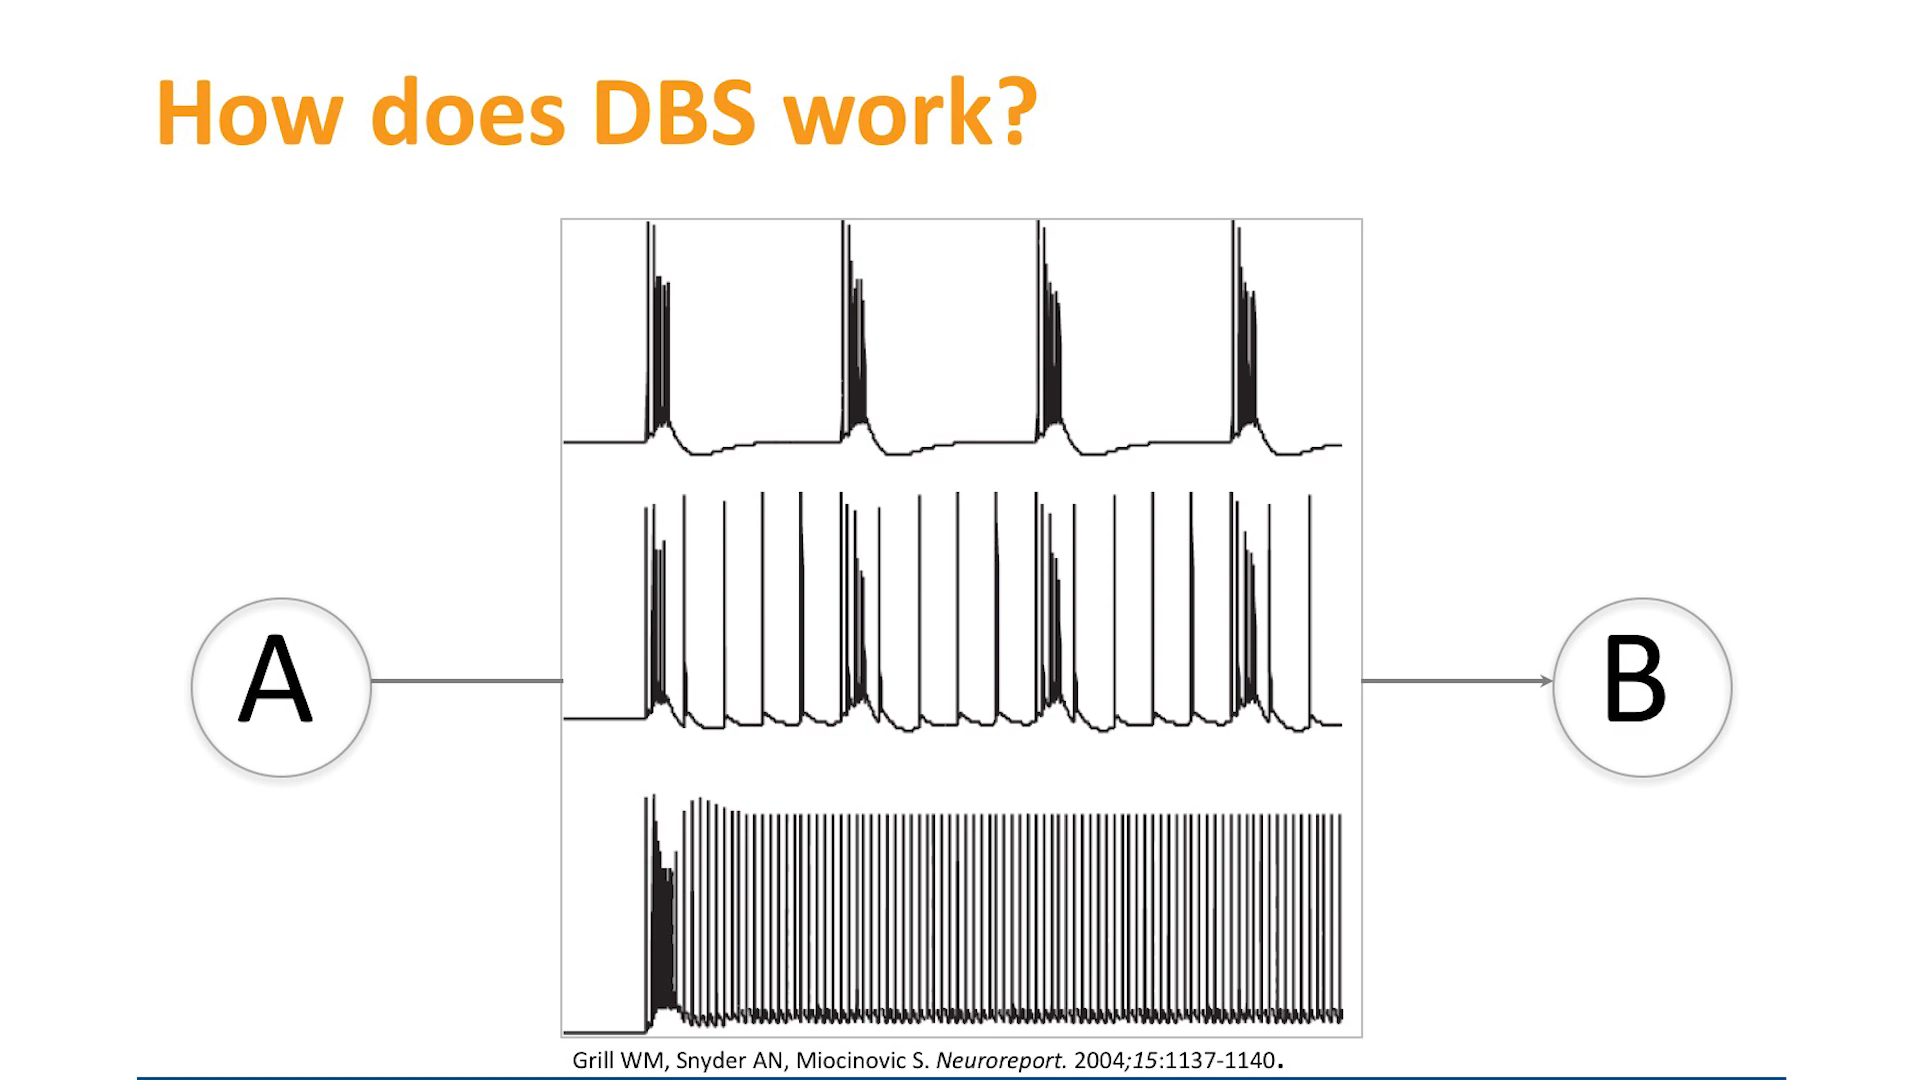 How does DBS work?
A
B
Grill WM, Snyder AN, Miocinovic S. Neuroreport. 2004;15:1137-1140.